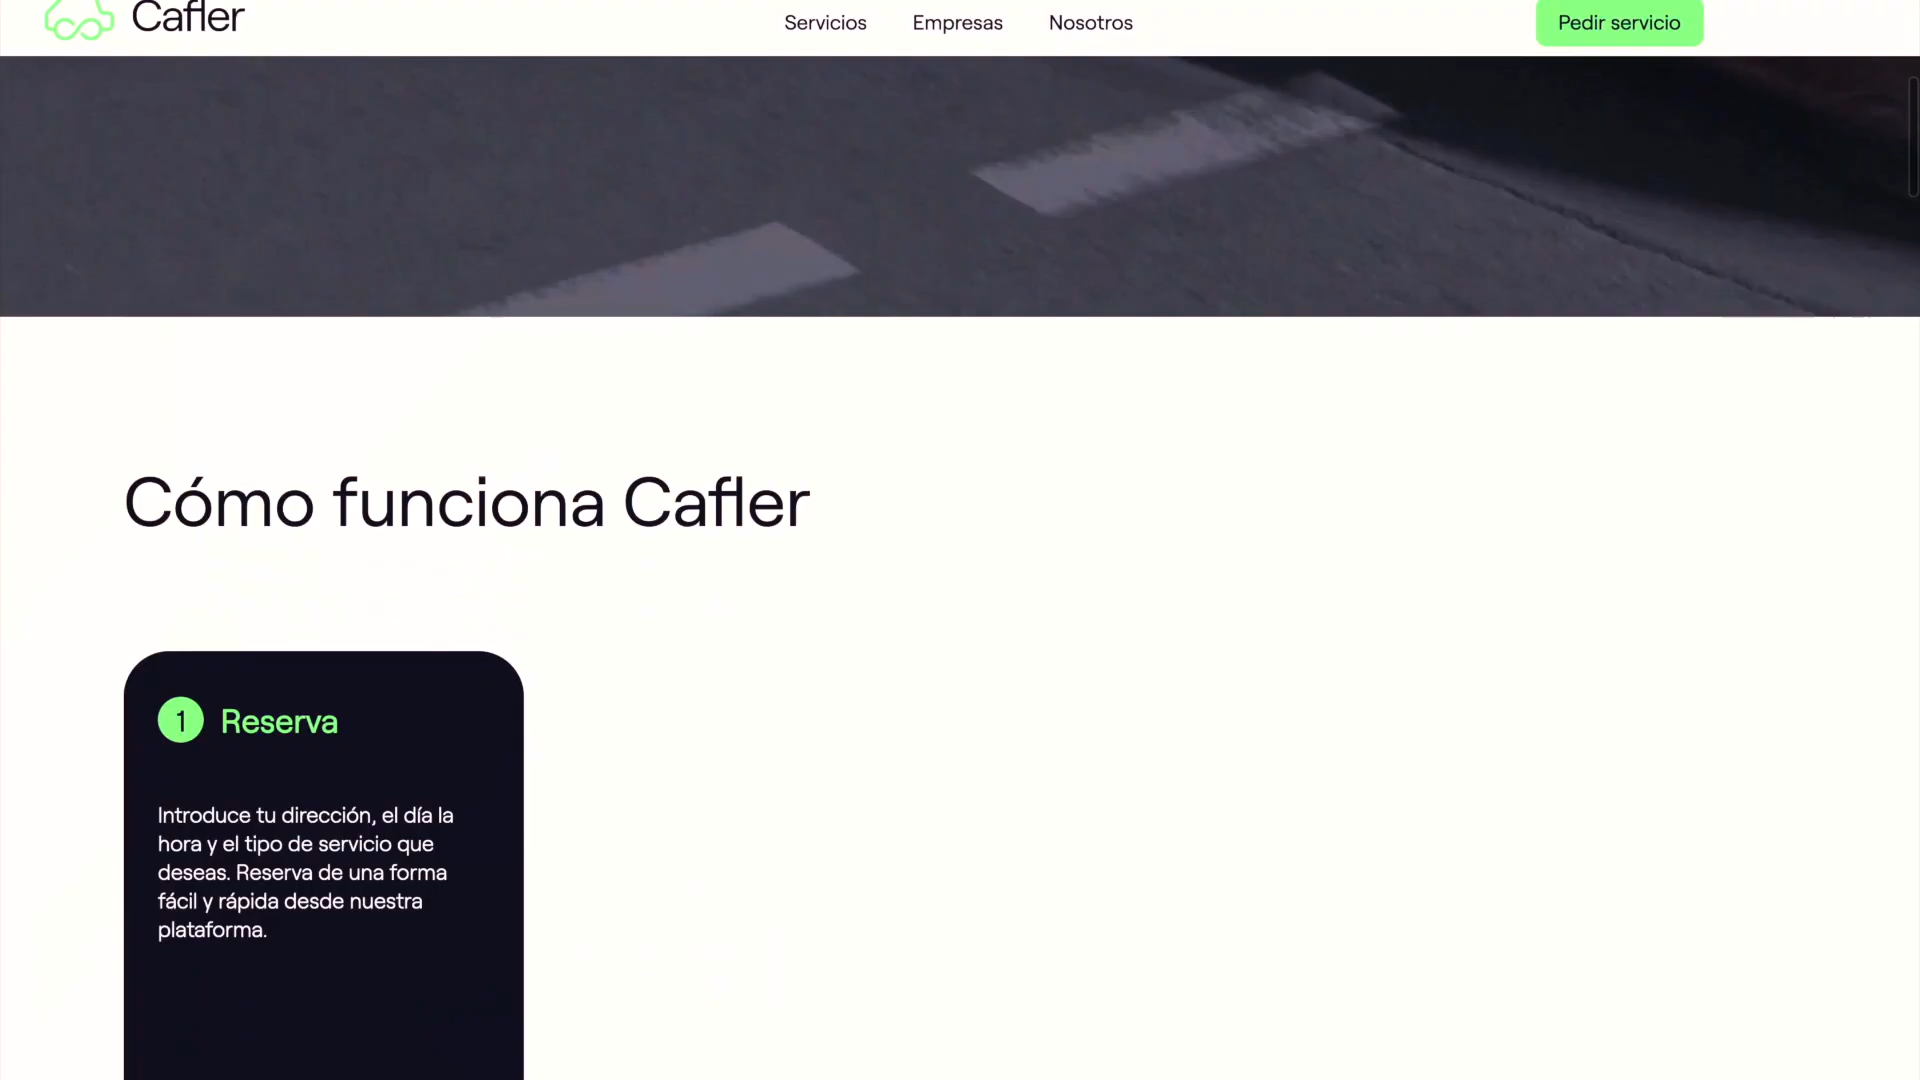 Cafler
Servicios Empresas Nosotros
Pedir servicio
Cómo funciona Cafler
1 Reserva
Introduce tu dirección, el día la
hora y el tipo de servicio que
deseas. Reserva de una forma
fácil y rápida desde nuestra
plataforma.